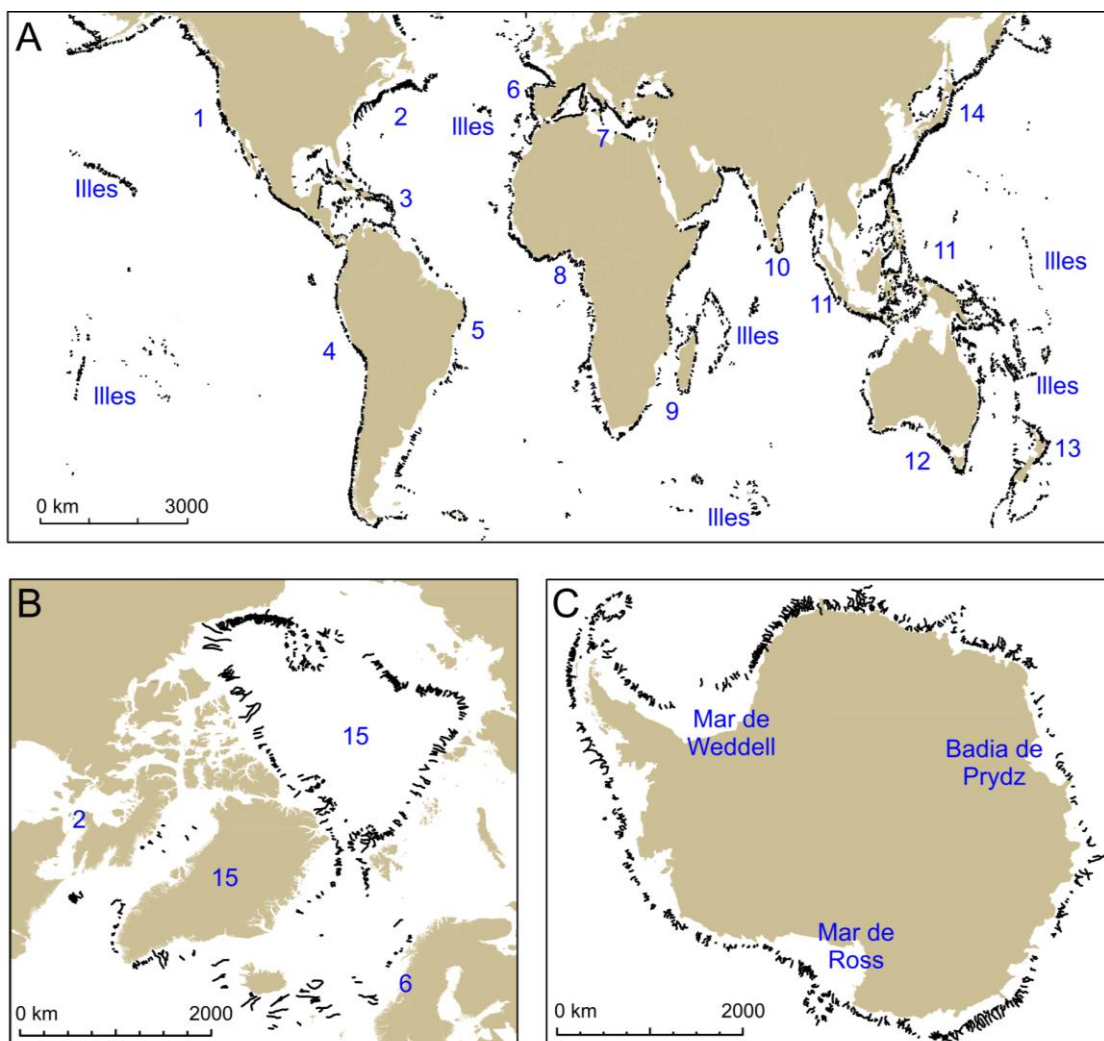 A
1
2
6
7
14
Illes
Illes
3
8
10
11
11
Illes
4
5
Illes
Illes
Illes
9
12
13
0 km 3000
Illes
B
15
2
15
6
0 km 2000
C
Mar de
Weddell
Badia de
Prydz
Mar de
Ross
0 km 2000